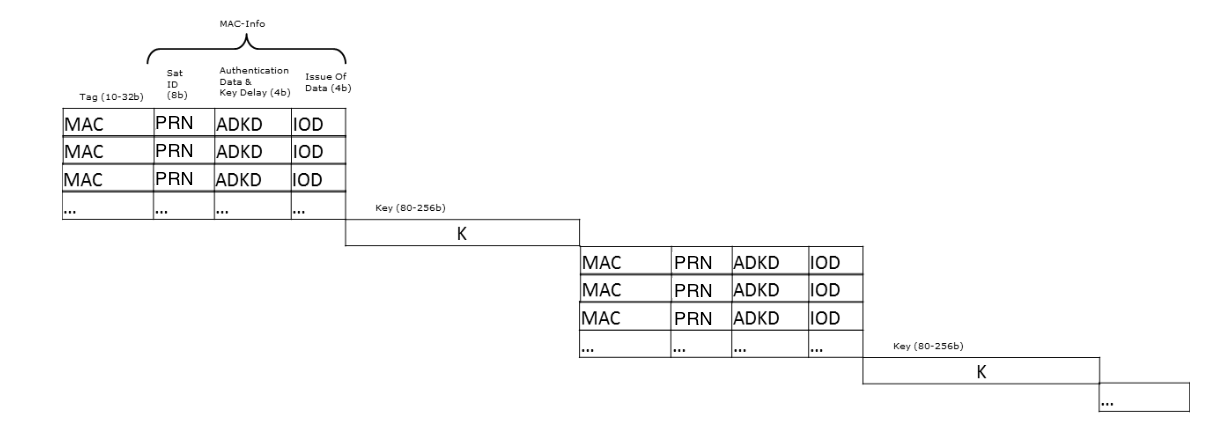 MAC-Info
Sat
ID
(8b)
Authentication
Data &
Key Delay (4b)
Issue Of
Data (4b)
Tag (10-32b)
MAC PRN ADKD IOD
MAC PRN ADKD IOD
MAC PRN ADKD IOD
... ... ... ...
Key (80-256b)
K
MAC PRN ADKD IOD
MAC PRN ADKD IOD
MAC PRN ADKD IOD
... ... ... ...
Key (80-256b)
K
...